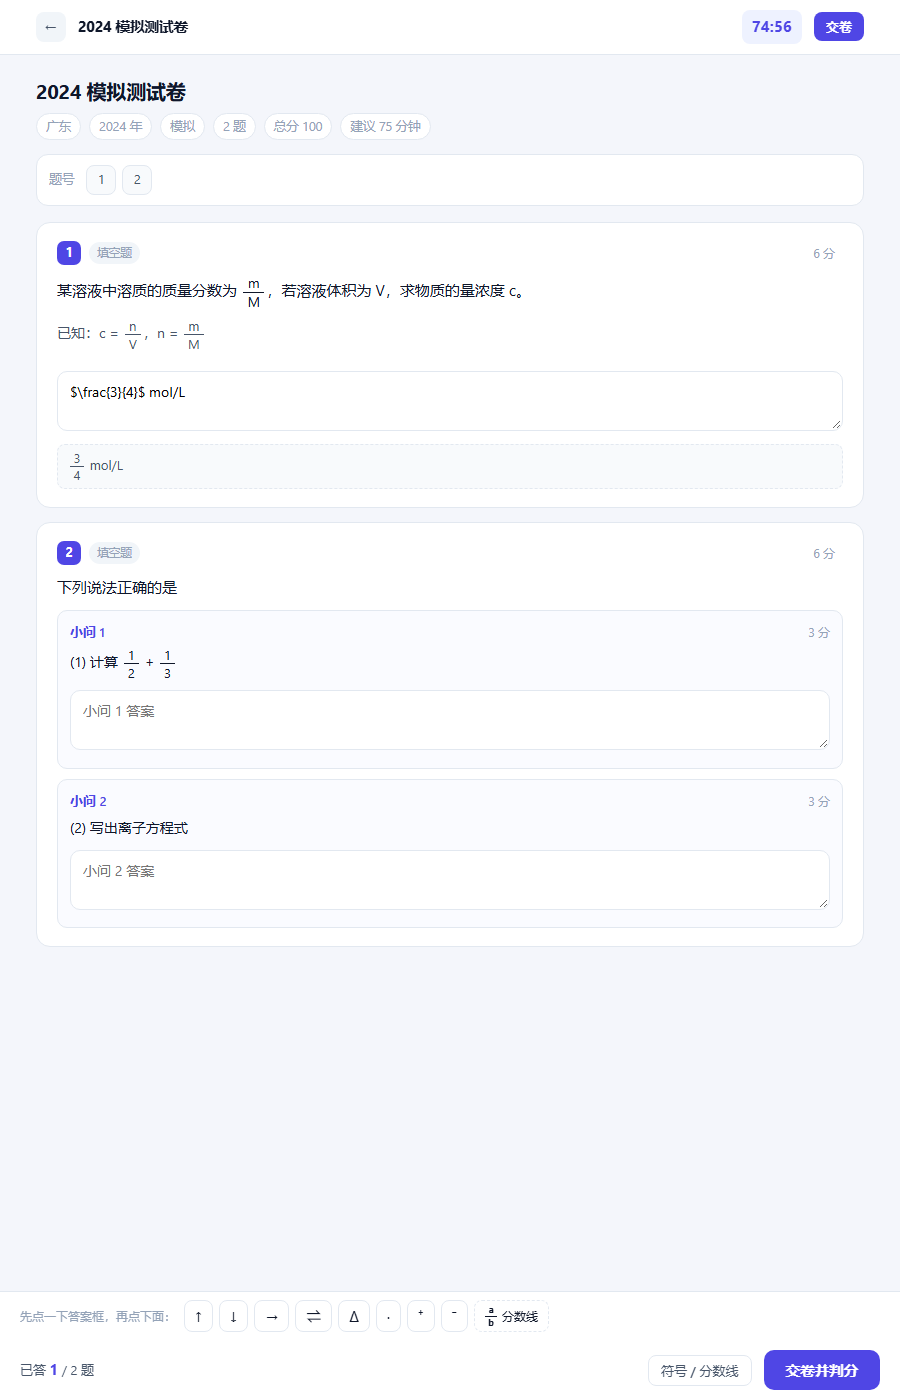 ← 2024 模拟测试卷 74:56 交卷
2024 模拟测试卷
广东 2024 年 模拟 2 题 总分 100 建议 75 分钟
题号 1 2
1 填空题 6 分
某溶液中溶质的质量分数为 m/M，若溶液体积为 V，求物质的量浓度 c。
已知：c = n/V，n = m/M
$\frac{3}{4}$ mol/L
3/4 mol/L
2 填空题 6 分
下列说法正确的是
小问 1 3 分
(1) 计算 1/2 + 1/3
小问 1 答案
小问 2 3 分
(2) 写出离子方程式
小问 2 答案
先点一下答案框，再点下面： ↑ ↓ → ⇌ Δ · ⁺ ⁻ a/b 分数线
已答 1 / 2 题 符号 / 分数线 交卷并判分